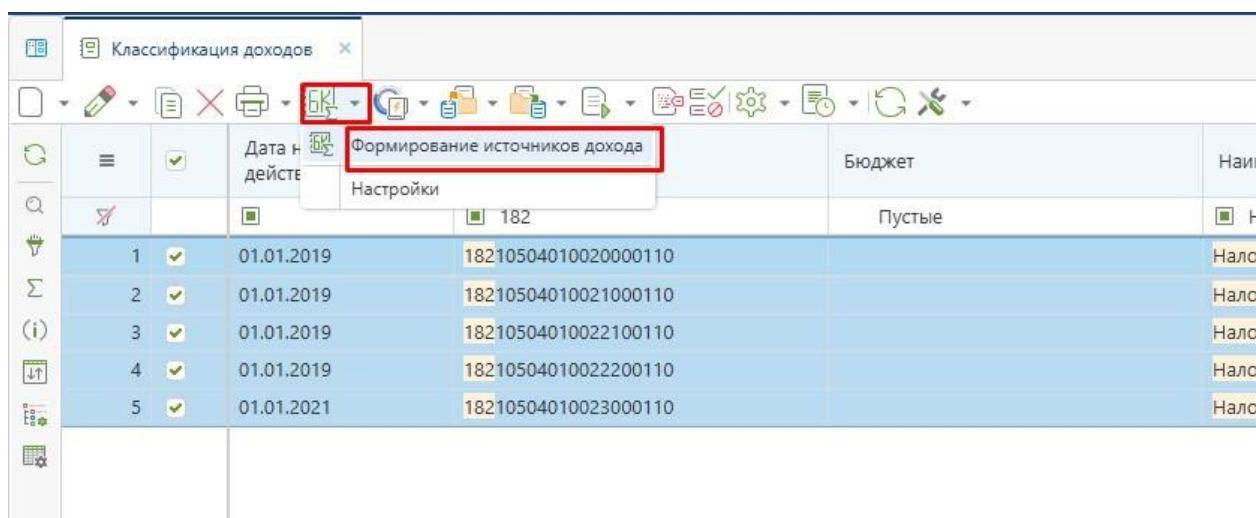 Классификация доходов
БК
БК Формирование источников дохода
Настройки
Дата н
действ
Бюджет
Наи
182
Пустые
Н
1 01.01.2019 18210504010020000110 Нало
2 01.01.2019 18210504010021000110 Нало
3 01.01.2019 18210504010022100110 Нало
4 01.01.2019 18210504010022200110 Нало
5 01.01.2021 18210504010023000110 Нало